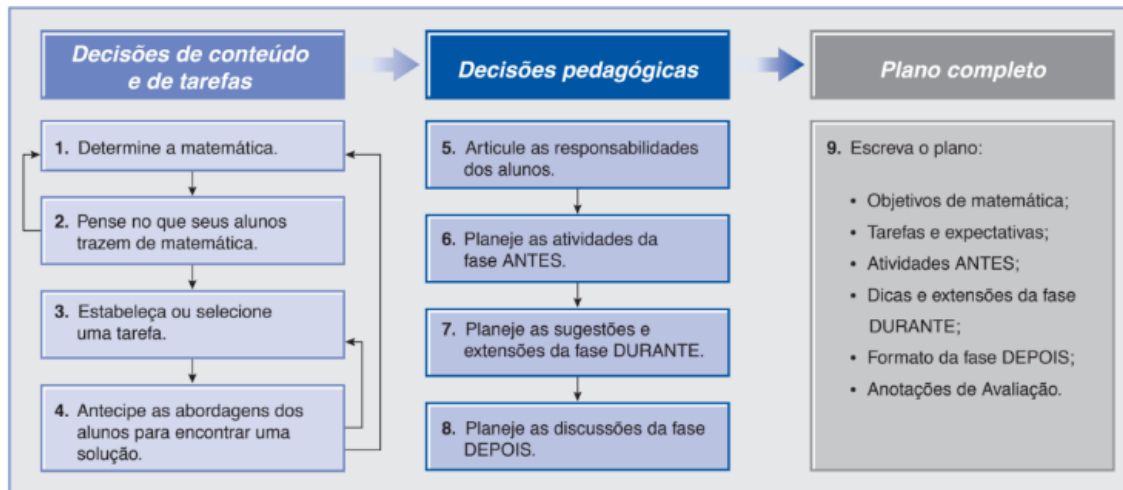 Decisões de conteúdo
e de tarefas
1. Determine a matemática.
2. Pense no que seus alunos
trazem de matemática.
3. Estabeleça ou selecione
uma tarefa.
4. Antecipe as abordagens dos
alunos para encontrar uma
solução.
Decisões pedagógicas
5. Articule as responsabilidades
dos alunos.
6. Planeje as atividades da
fase ANTES.
7. Planeje as sugestões e
extensões da fase DURANTE.
8. Planeje as discussões da fase
DEPOIS.
Plano completo
9. Escreva o plano:
• Objetivos de matemática;
• Tarefas e expectativas;
• Atividades ANTES;
• Dicas e extensões da fase
DURANTE;
• Formato da fase DEPOIS;
• Anotações de Avaliação.